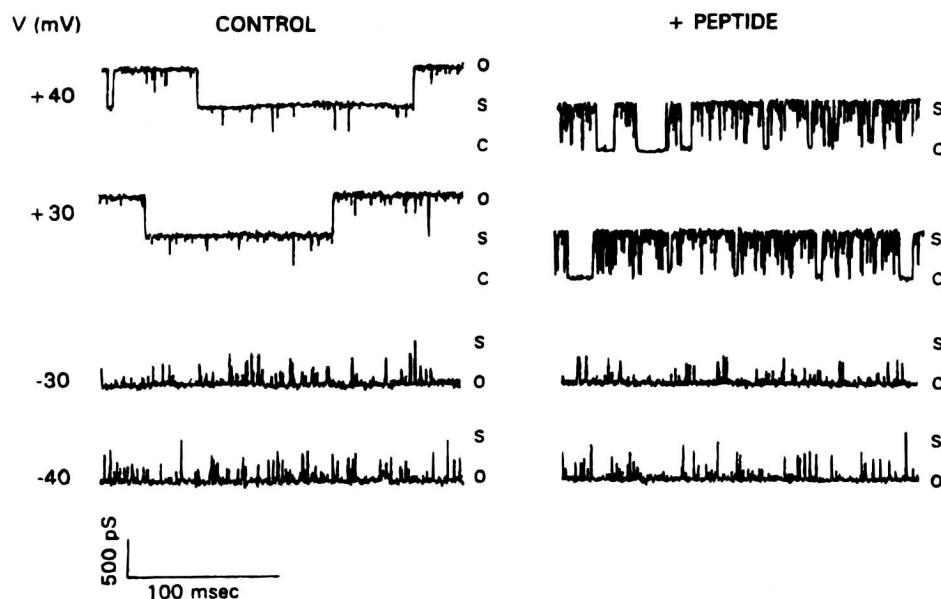 V (mV) CONTROL + PEPTIDE
O
+40 S S
C C
O
+30 S S
C C
S S
-30 O O
S S
-40 O O
500 pS
100 msec